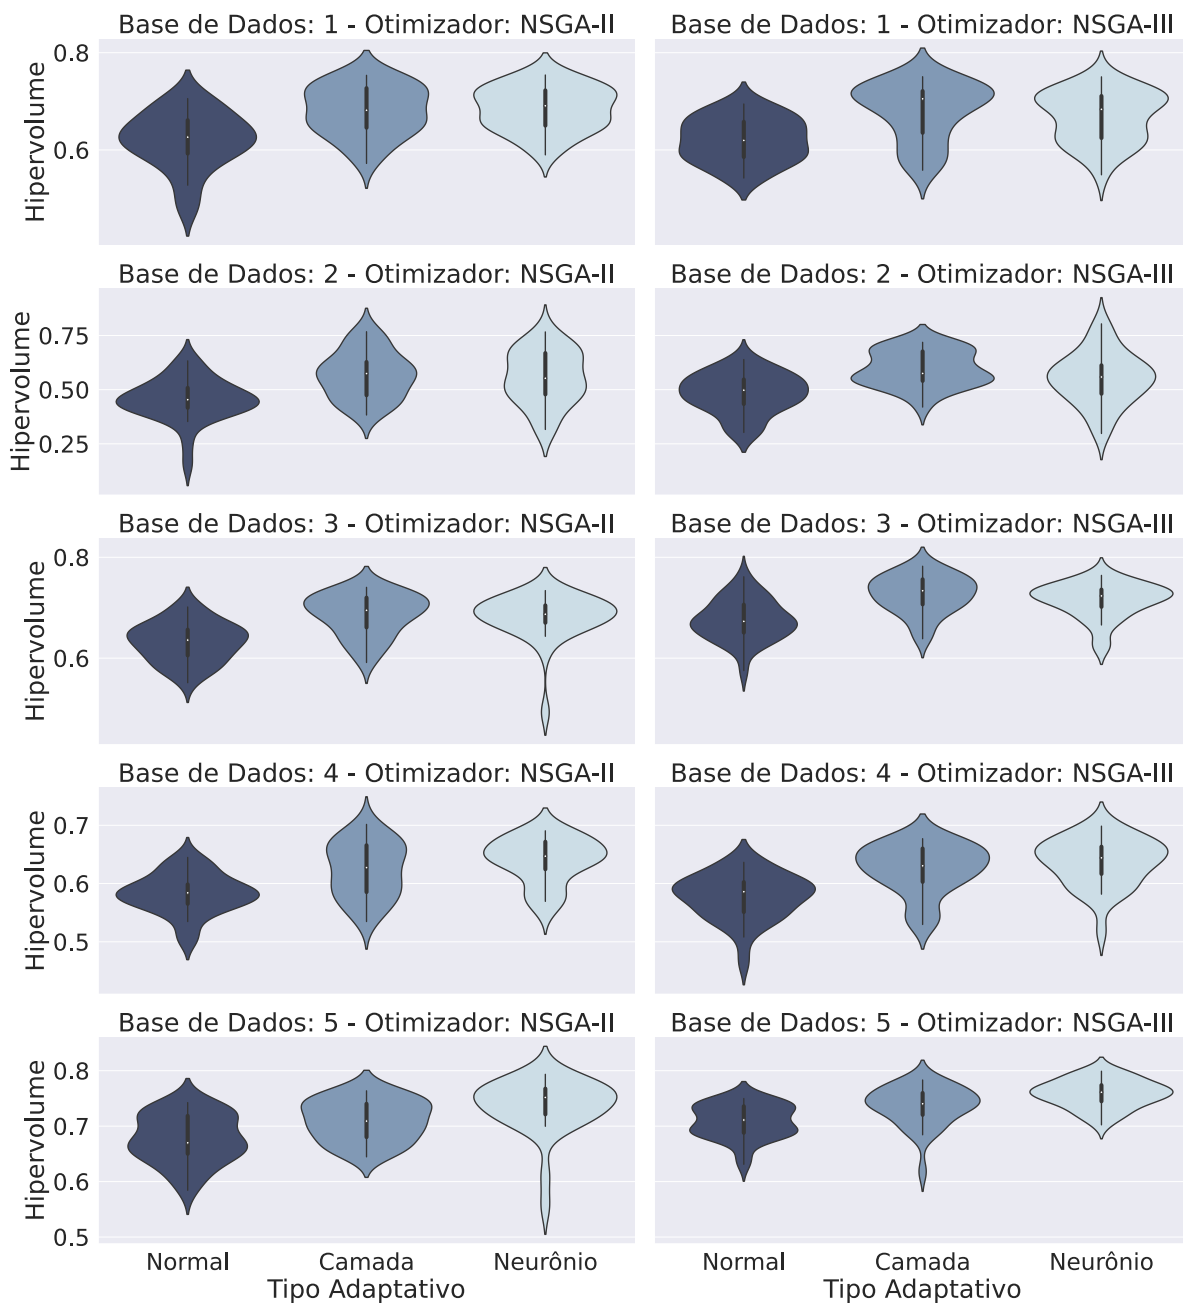 Base de Dados: 1 - Otimizador: NSGA-II
Base de Dados: 1 - Otimizador: NSGA-III
Hipervolume
0.8
0.6
Base de Dados: 2 - Otimizador: NSGA-II
Base de Dados: 2 - Otimizador: NSGA-III
Hipervolume
0.75
0.50
0.25
Base de Dados: 3 - Otimizador: NSGA-II
Base de Dados: 3 - Otimizador: NSGA-III
Hipervolume
0.8
0.6
Base de Dados: 4 - Otimizador: NSGA-II
Base de Dados: 4 - Otimizador: NSGA-III
Hipervolume
0.7
0.6
0.5
Base de Dados: 5 - Otimizador: NSGA-II
Base de Dados: 5 - Otimizador: NSGA-III
Hipervolume
0.8
0.7
0.6
0.5
Normal Camada Neurônio
Tipo Adaptativo
Normal Camada Neurônio
Tipo Adaptativo